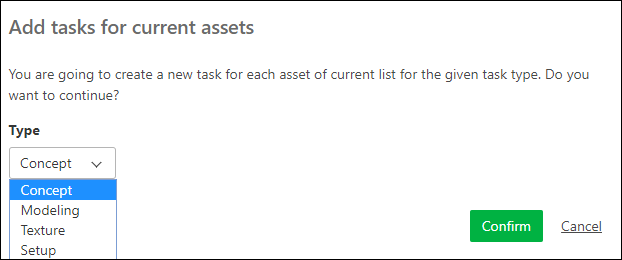 Add tasks for current assets
You are going to create a new task for each asset of current list for the given task type. Do you
want to continue?
Type
Concept
Concept
Modeling
Texture
Setup
Confirm Cancel